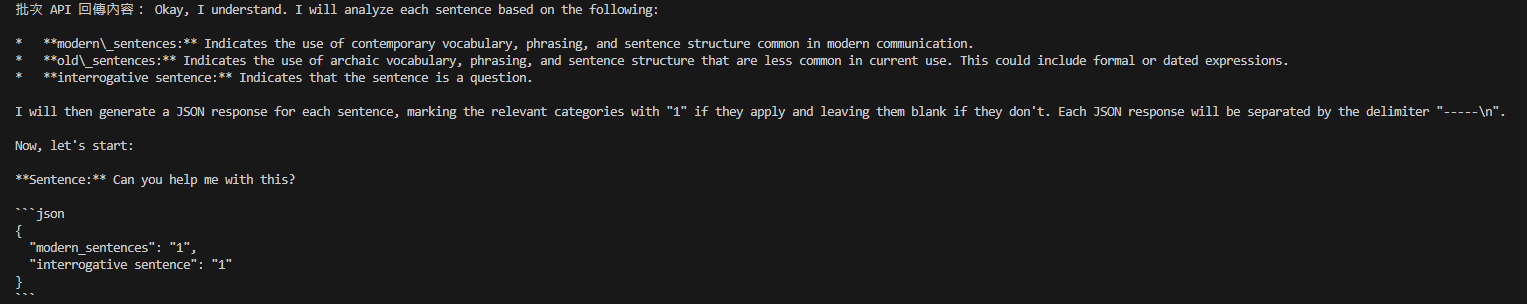 批次 API 回傳內容： Okay, I understand. I will analyze each sentence based on the following:
*   **modern\_sentences:** Indicates the use of contemporary vocabulary, phrasing, and sentence structure common in modern communication.
*   **old\_sentences:** Indicates the use of archaic vocabulary, phrasing, and sentence structure that are less common in current use. This could include formal or dated expressions.
*   **interrogative sentence:** Indicates that the sentence is a question.
I will then generate a JSON response for each sentence, marking the relevant categories with "1" if they apply and leaving them blank if they don't. Each JSON response will be separated by the delimiter "-----\n".
Now, let's start:
**Sentence:** Can you help me with this?
```json
{
  "modern_sentences": "1",
  "interrogative sentence": "1"
}
```